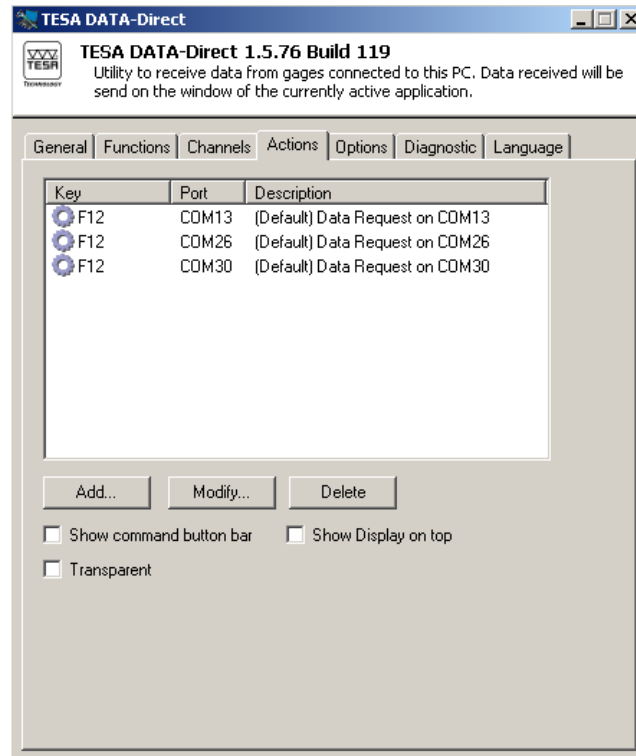 TESA DATA-Direct
TESA DATA-Direct 1.5.76 Build 119
TESA
TECHNOLOGY
Utility to receive data from gages connected to this PC. Data received will be
send on the window of the currently active application.
General Functions Channels Actions Options Diagnostic Language
Key Port Description
F12 COM13 (Default) Data Request on COM13
F12 COM26 (Default) Data Request on COM26
F12 COM30 (Default) Data Request on COM30
Add... Modify... Delete
Show command button bar Show Display on top
Transparent